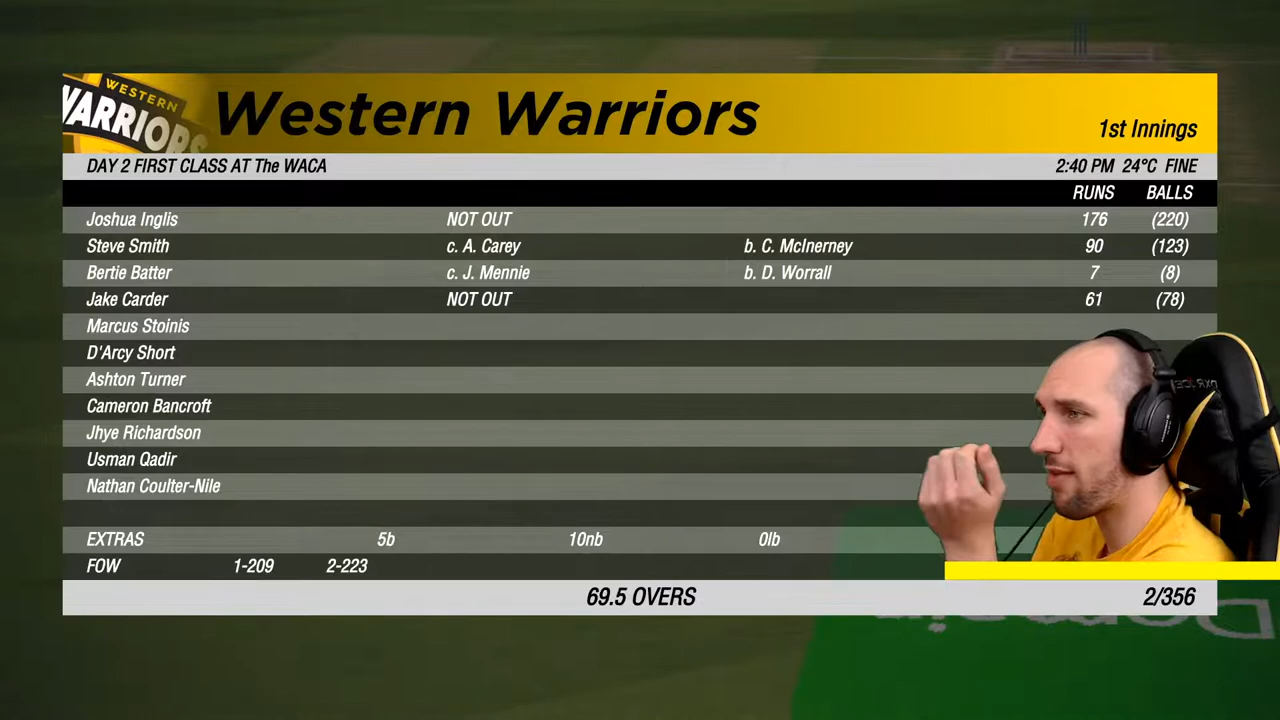 WESTERN
WARRIORS
Western Warriors
1st Innings
DAY 2 FIRST CLASS AT The WACA 2:40 PM 24°C FINE
RUNS BALLS
Joshua Inglis NOT OUT 176 (220)
Steve Smith c. A. Carey b. C. McInerney 90 (123)
Bertie Batter c. J. Mennie b. D. Worrall 7 (8)
Jake Carder NOT OUT 61 (78)
Marcus Stoinis
D'Arcy Short
Ashton Turner
Cameron Bancroft
Jhye Richardson
Usman Qadir
Nathan Coulter-Nile
EXTRAS 5b 10nb 0lb
FOW 1-209 2-223
69.5 OVERS 2/356